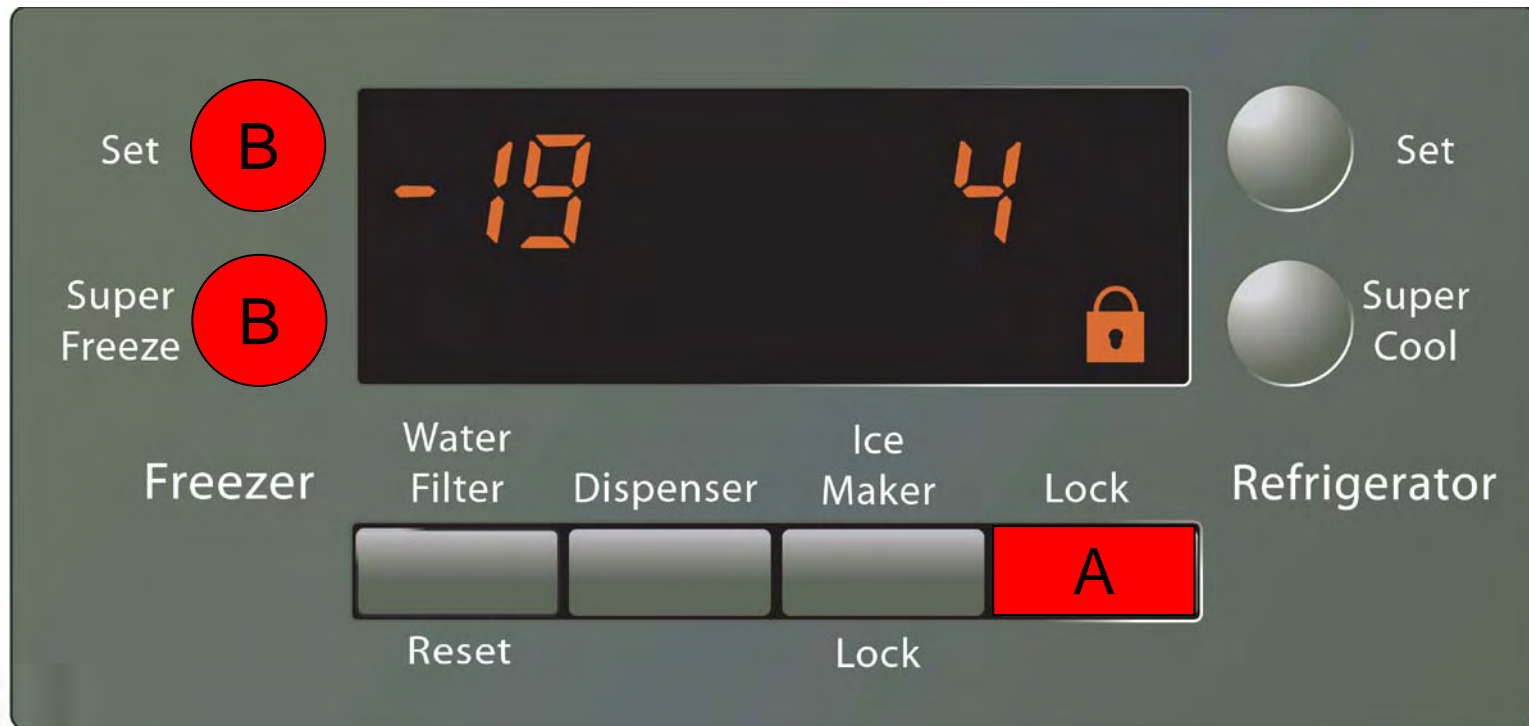 Set
B
-19
4
Set
Super
Freeze
B
Super
Cool
Freezer
Water
Filter
Dispenser
Ice
Maker
Lock
Refrigerator
A
Reset
Lock